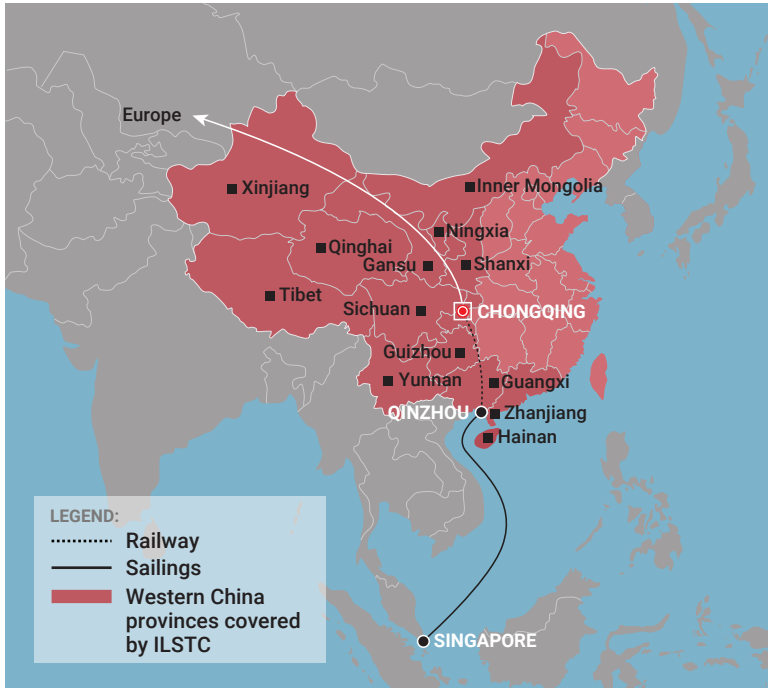 Europe
Xinjiang
Inner Mongolia
Ningxia
Qinghai
Gansu
Shanxi
Tibet
Sichuan
CHONGQING
Guizhou
Yunnan
Guangxi
QINZHOU
Zhanjiang
Hainan
LEGEND:
Railway
Sailings
Western China
provinces covered
by ILSTC
SINGAPORE